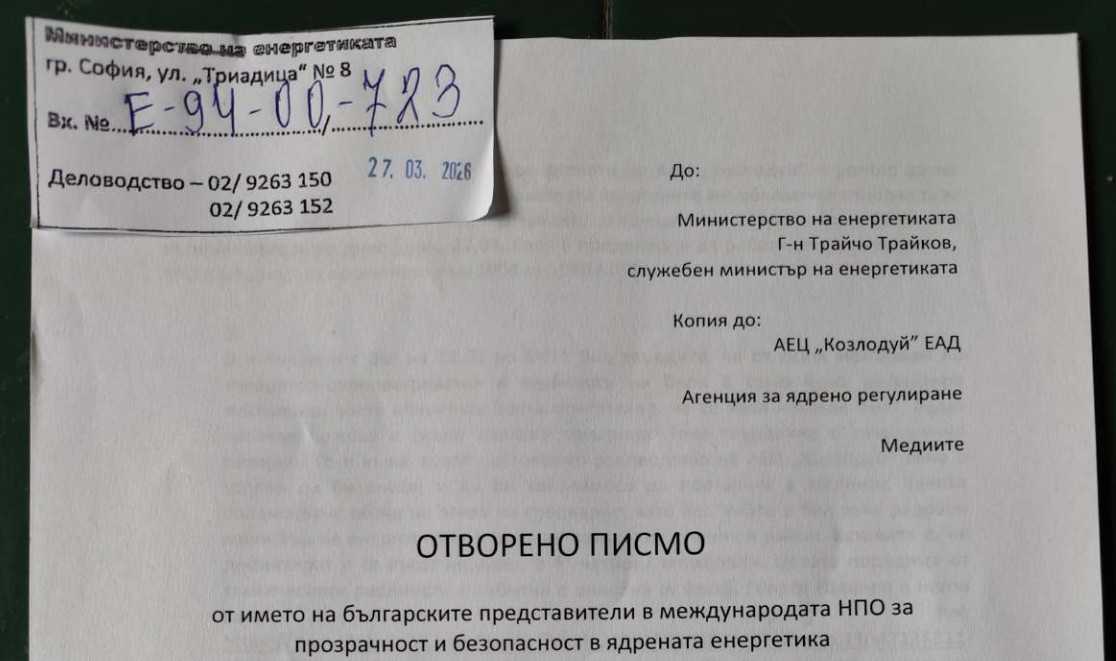 Министерство на енергетиката
гр. София, ул. „Триадица“ № 8
Вх. № Е-94-00-723
27. 03. 2026
Деловодство – 02/ 9263 150
02/ 9263 152
До:
Министерство на енергетиката
Г-н Трайчо Трайков,
служебен министър на енергетиката
Копия до:
АЕЦ „Козлодуй” ЕАД
Агенция за ядрено регулиране
Медиите
ОТВОРЕНО ПИСМО
от името на българските представители в международата НПО за
прозрачност и безопасност в ядрената енергетика